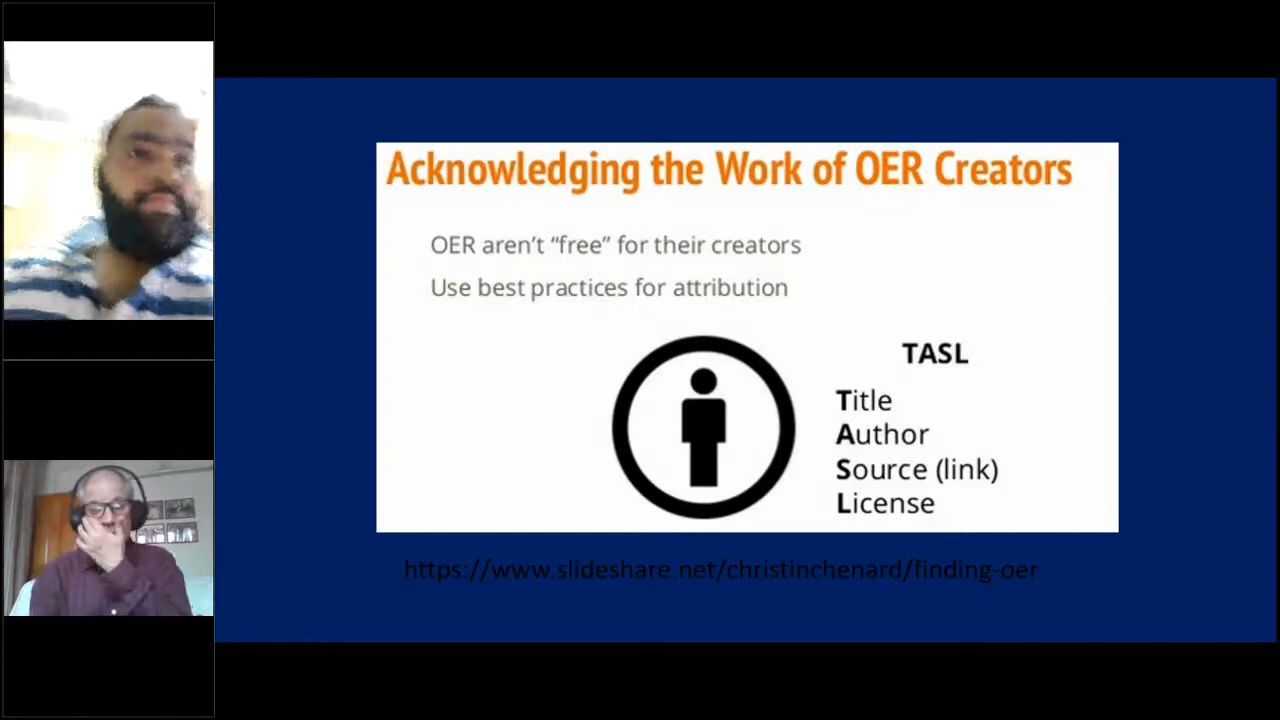 Acknowledging the Work of OER Creators
OER aren’t “free” for their creators
Use best practices for attribution
TASL
Title
Author
Source (link)
License
https://www.slideshare.net/christinchenard/finding-oer